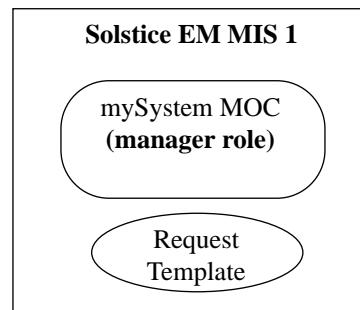 Solstice EM MIS 1
mySystem MOC
(manager role)
Request
Template